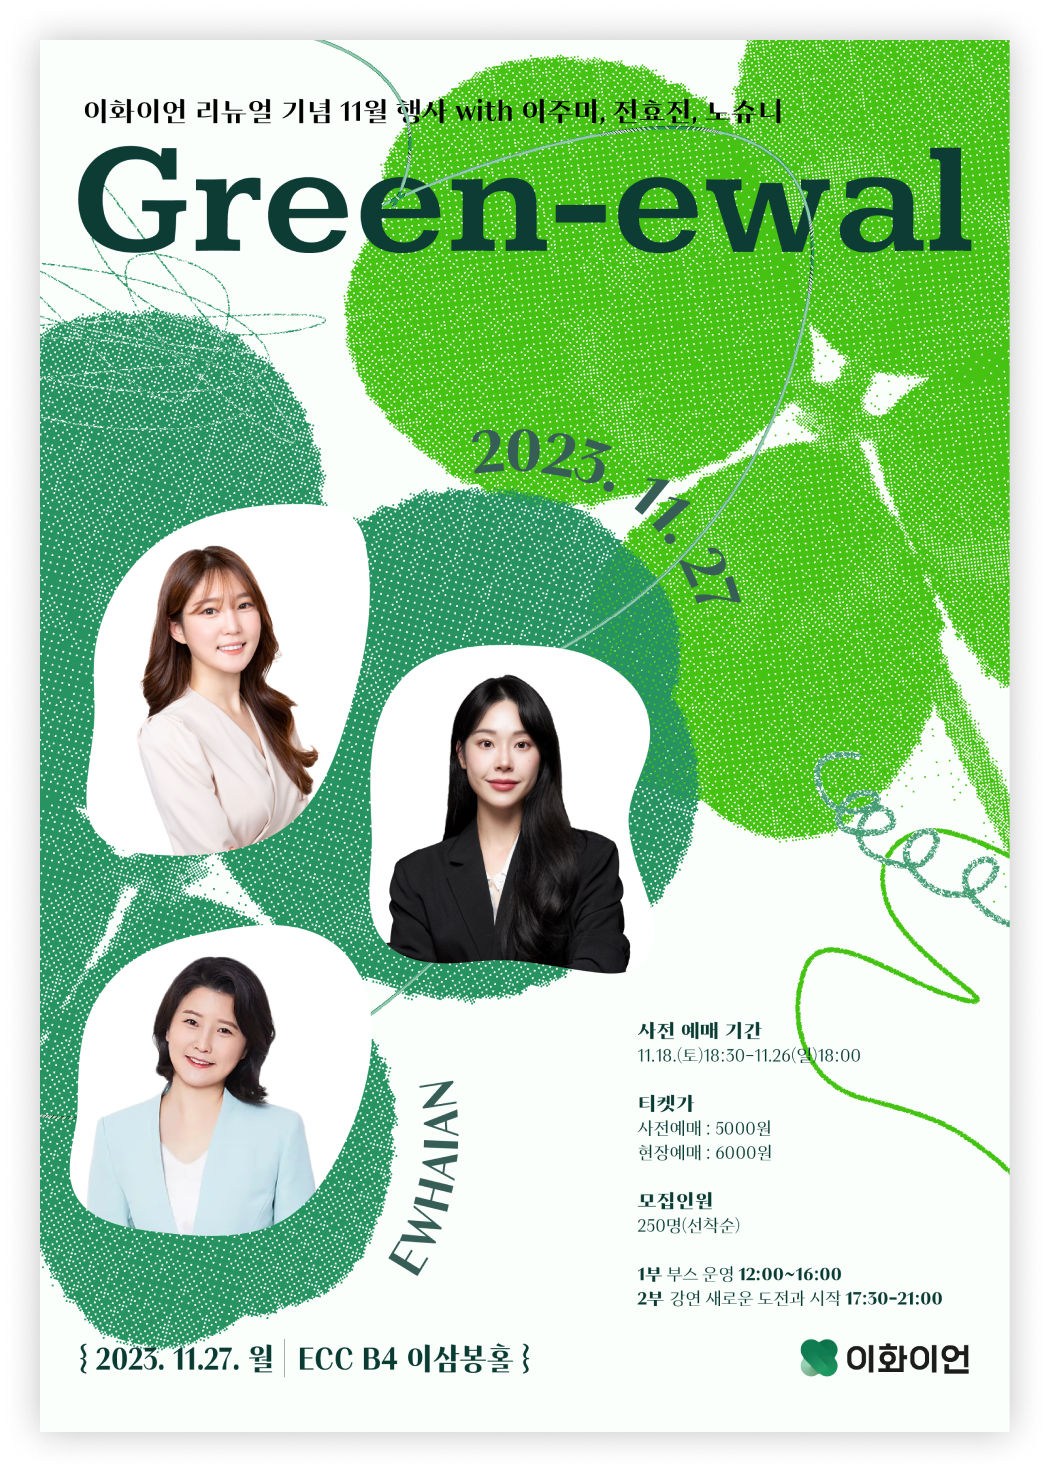 이화이언 리뉴얼 기념 11월 행사 with 이주미, 전효진, 노슈니
Green-ewal
2023. 11. 27
EWHAIAN
사전 예매 기간
11.18.(토)18:30-11.26(일)18:00
티켓가
사전예매 : 5000원
현장예매 : 6000원
모집인원
250명(선착순)
1부 부스 운영 12:00~16:00
2부 강연 새로운 도전과 시작 17:30-21:00
{ 2023. 11.27. 월 | ECC B4 이삼봉홀 }
이화이언